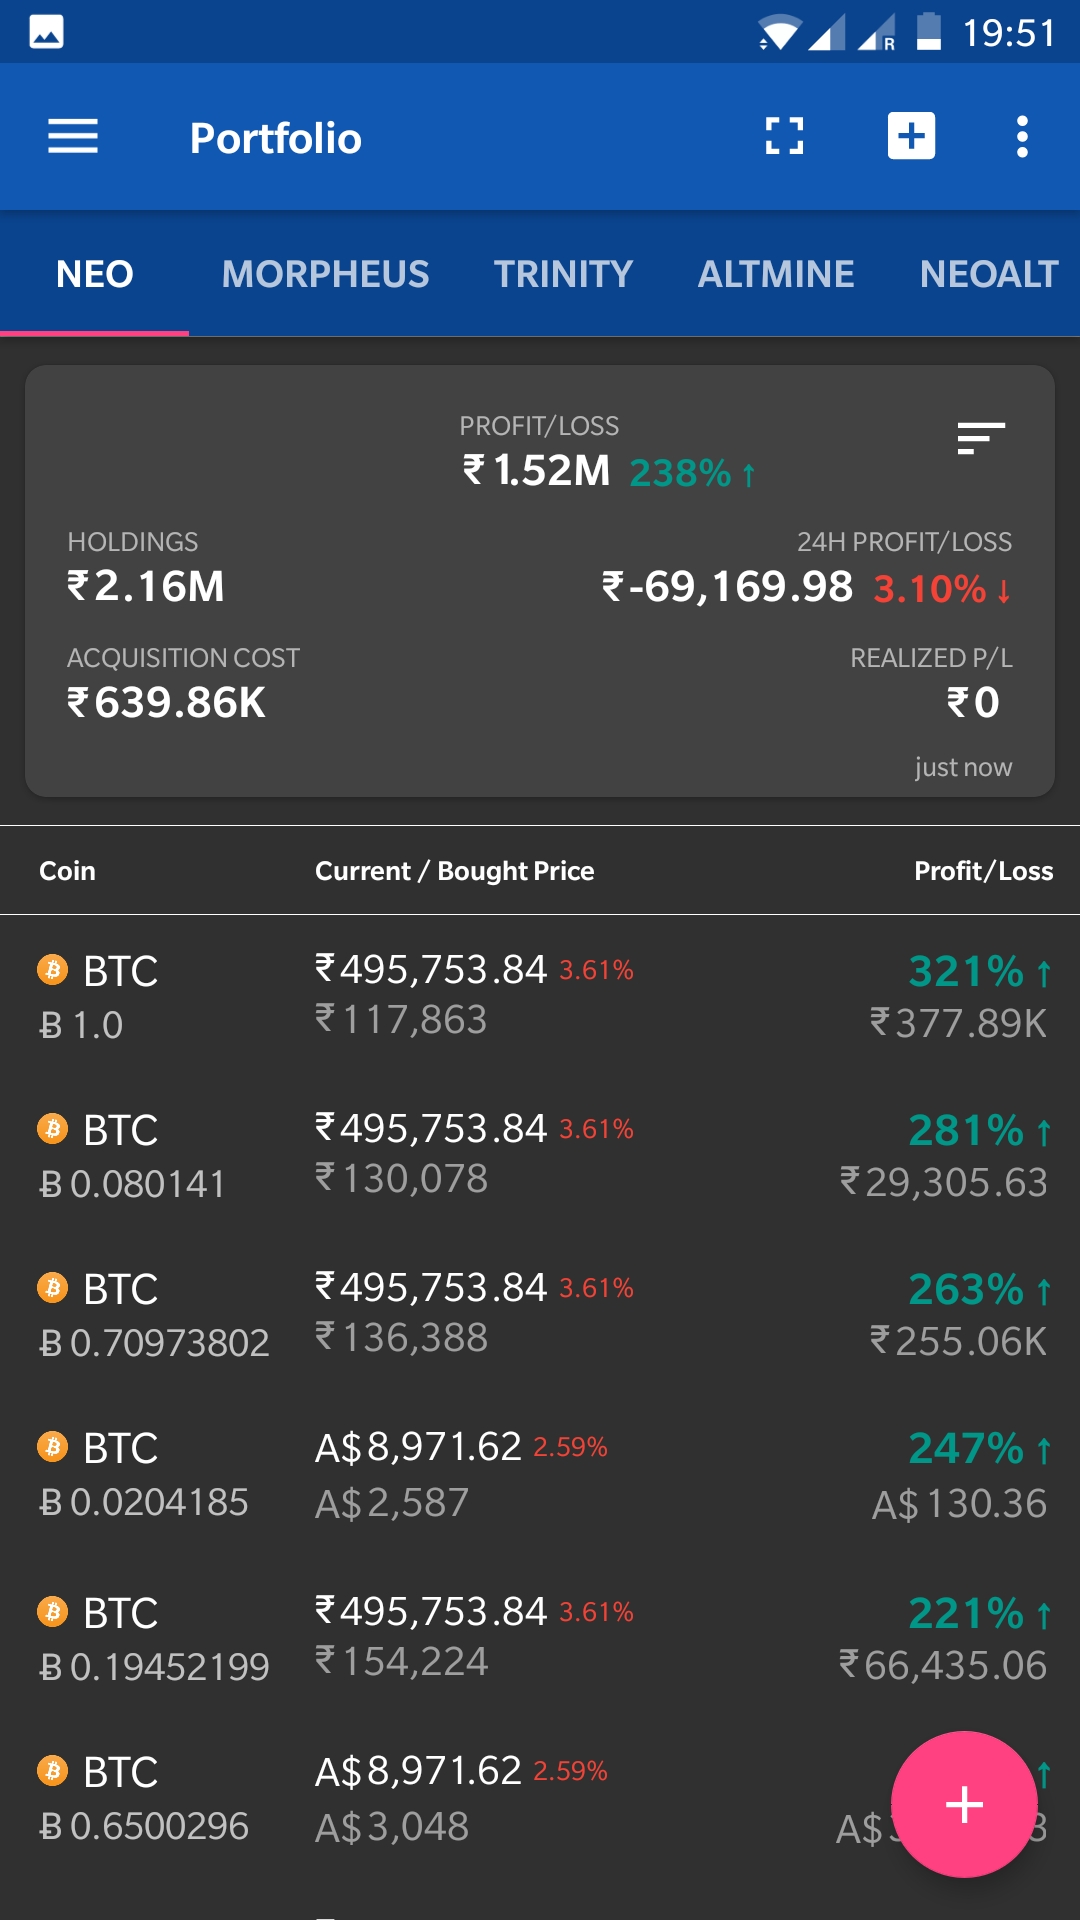 19:51
Portfolio
NEO MORPHEUS TRINITY ALTMINE NEOALT
PROFIT/LOSS
₹1.52M 238% ↑
HOLDINGS 24H PROFIT/LOSS
₹2.16M ₹-69,169.98 3.10% ↓
ACQUISITION COST REALIZED P/L
₹639.86K ₹0
just now
Coin Current / Bought Price Profit/Loss
BTC ₹495,753.84 3.61% 321% ↑
Ƀ 1.0 ₹117,863 ₹377.89K
BTC ₹495,753.84 3.61% 281% ↑
Ƀ 0.080141 ₹130,078 ₹29,305.63
BTC ₹495,753.84 3.61% 263% ↑
Ƀ 0.70973802 ₹136,388 ₹255.06K
BTC A$8,971.62 2.59% 247% ↑
Ƀ 0.0204185 A$2,587 A$130.36
BTC ₹495,753.84 3.61% 221% ↑
Ƀ 0.19452199 ₹154,224 ₹66,435.06
BTC A$8,971.62 2.59% ↑
Ƀ 0.6500296 A$3,048 A$